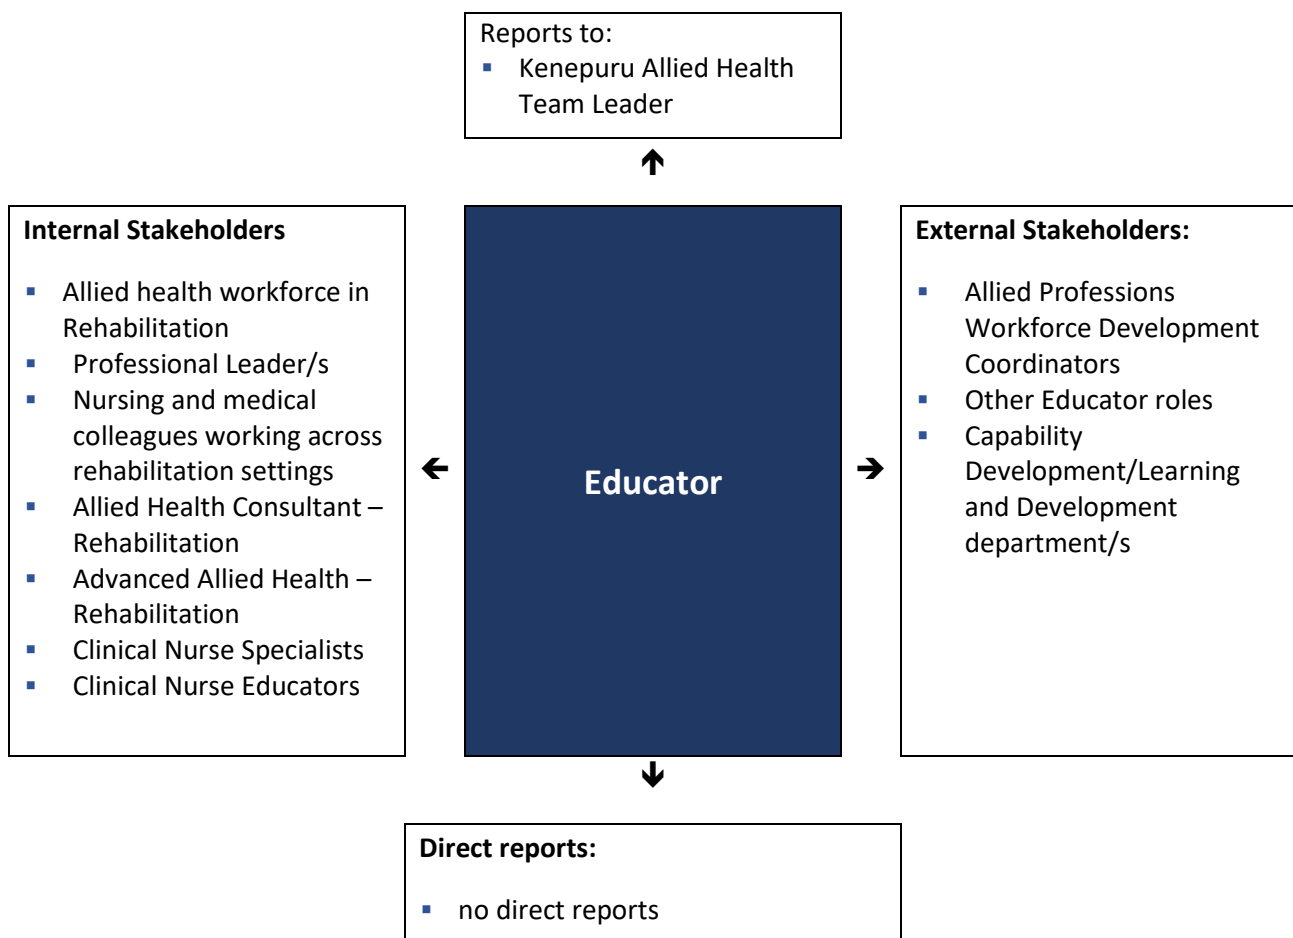 Reports to:
▪ Kenepuru Allied Health
Team Leader
Internal Stakeholders
▪ Allied health workforce in
Rehabilitation
▪ Professional Leader/s
▪ Nursing and medical
colleagues working across
rehabilitation settings
▪ Allied Health Consultant –
Rehabilitation
▪ Advanced Allied Health –
Rehabilitation
▪ Clinical Nurse Specialists
▪ Clinical Nurse Educators
Educator
External Stakeholders:
▪ Allied Professions
Workforce Development
Coordinators
▪ Other Educator roles
▪ Capability
Development/Learning
and Development
department/s
Direct reports:
▪ no direct reports